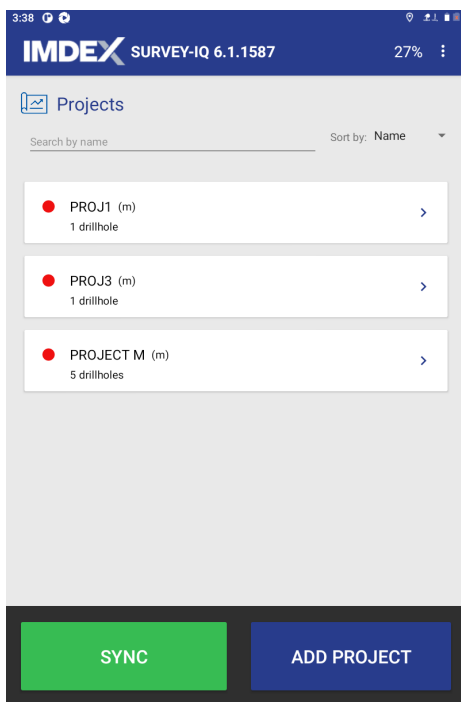 3:38
IMDEX SURVEY-IQ 6.1.1587 27%
Projects
Search by name
Sort by: Name
PROJ1 (m)
1 drillhole
PROJ3 (m)
1 drillhole
PROJECT M (m)
5 drillholes
SYNC
ADD PROJECT